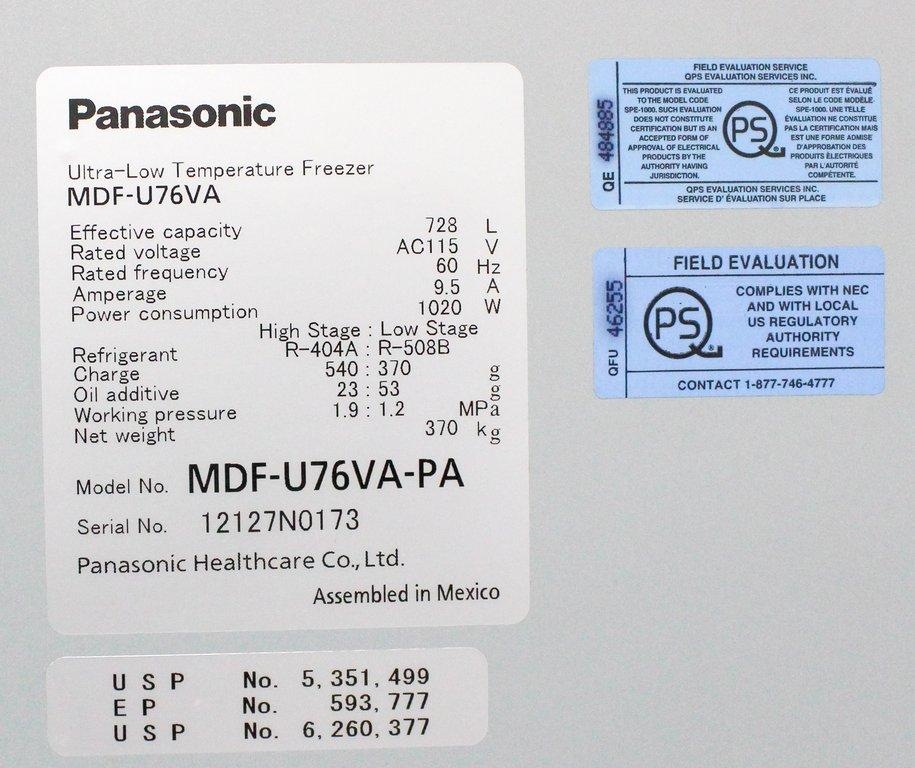 Panasonic
Ultra-Low Temperature Freezer
MDF-U76VA
Effective capacity 728 L
Rated voltage AC115 V
Rated frequency 60 Hz
Amperage 9.5 A
Power consumption 1020 W
High Stage : Low Stage
Refrigerant R-404A : R-508B
Charge 540 : 370 g
Oil additive 23 : 53 g
Working pressure 1.9 : 1.2 MPa
Net weight 370 kg
Model No. MDF-U76VA-PA
Serial No. 12127N0173
Panasonic Healthcare Co., Ltd.
Assembled in Mexico
USP No. 5,351,499
EP No. 593,777
USP No. 6,260,377
QE 484885
FIELD EVALUATION SERVICE
QPS EVALUATION SERVICES INC.
THIS PRODUCT IS EVALUATED
TO THE MODEL CODE
SPE-1000. SUCH EVALUATION
DOES NOT CONSTITUTE
CERTIFICATION BUT IS AN
ACCEPTED FORM OF
APPROVAL OF ELECTRICAL
PRODUCTS BY THE
AUTHORITY HAVING
JURISDICTION.
QPS
CE PRODUIT EST ÉVALUÉ
SELON LE CODE MODÈLE
SPE-1000. UNE TELLE
ÉVALUATION NE CONSTITUE
PAS LA CERTIFICATION MAIS
EST UNE FORME ADMISE
D'APPROBATION DES
PRODUITS ÉLECTRIQUES
PAR L'AUTORITÉ
COMPÉTENTE.
QPS EVALUATION SERVICES INC.
SERVICE D' ÉVALUATION SUR PLACE
QFU 46255
FIELD EVALUATION
QPS
COMPLIES WITH NEC
AND WITH LOCAL
US REGULATORY
AUTHORITY
REQUIREMENTS
CONTACT 1-877-746-4777